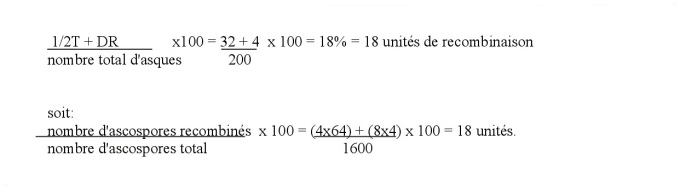 1/2T + DR x100 = 32 + 4 x 100 = 18% = 18 unités de recombinaison
nombre total d'asques 200
soit:
nombre d'ascospores recombinés x 100 = (4x64) + (8x4) x 100 = 18 unités.
nombre d'ascospores total 1600